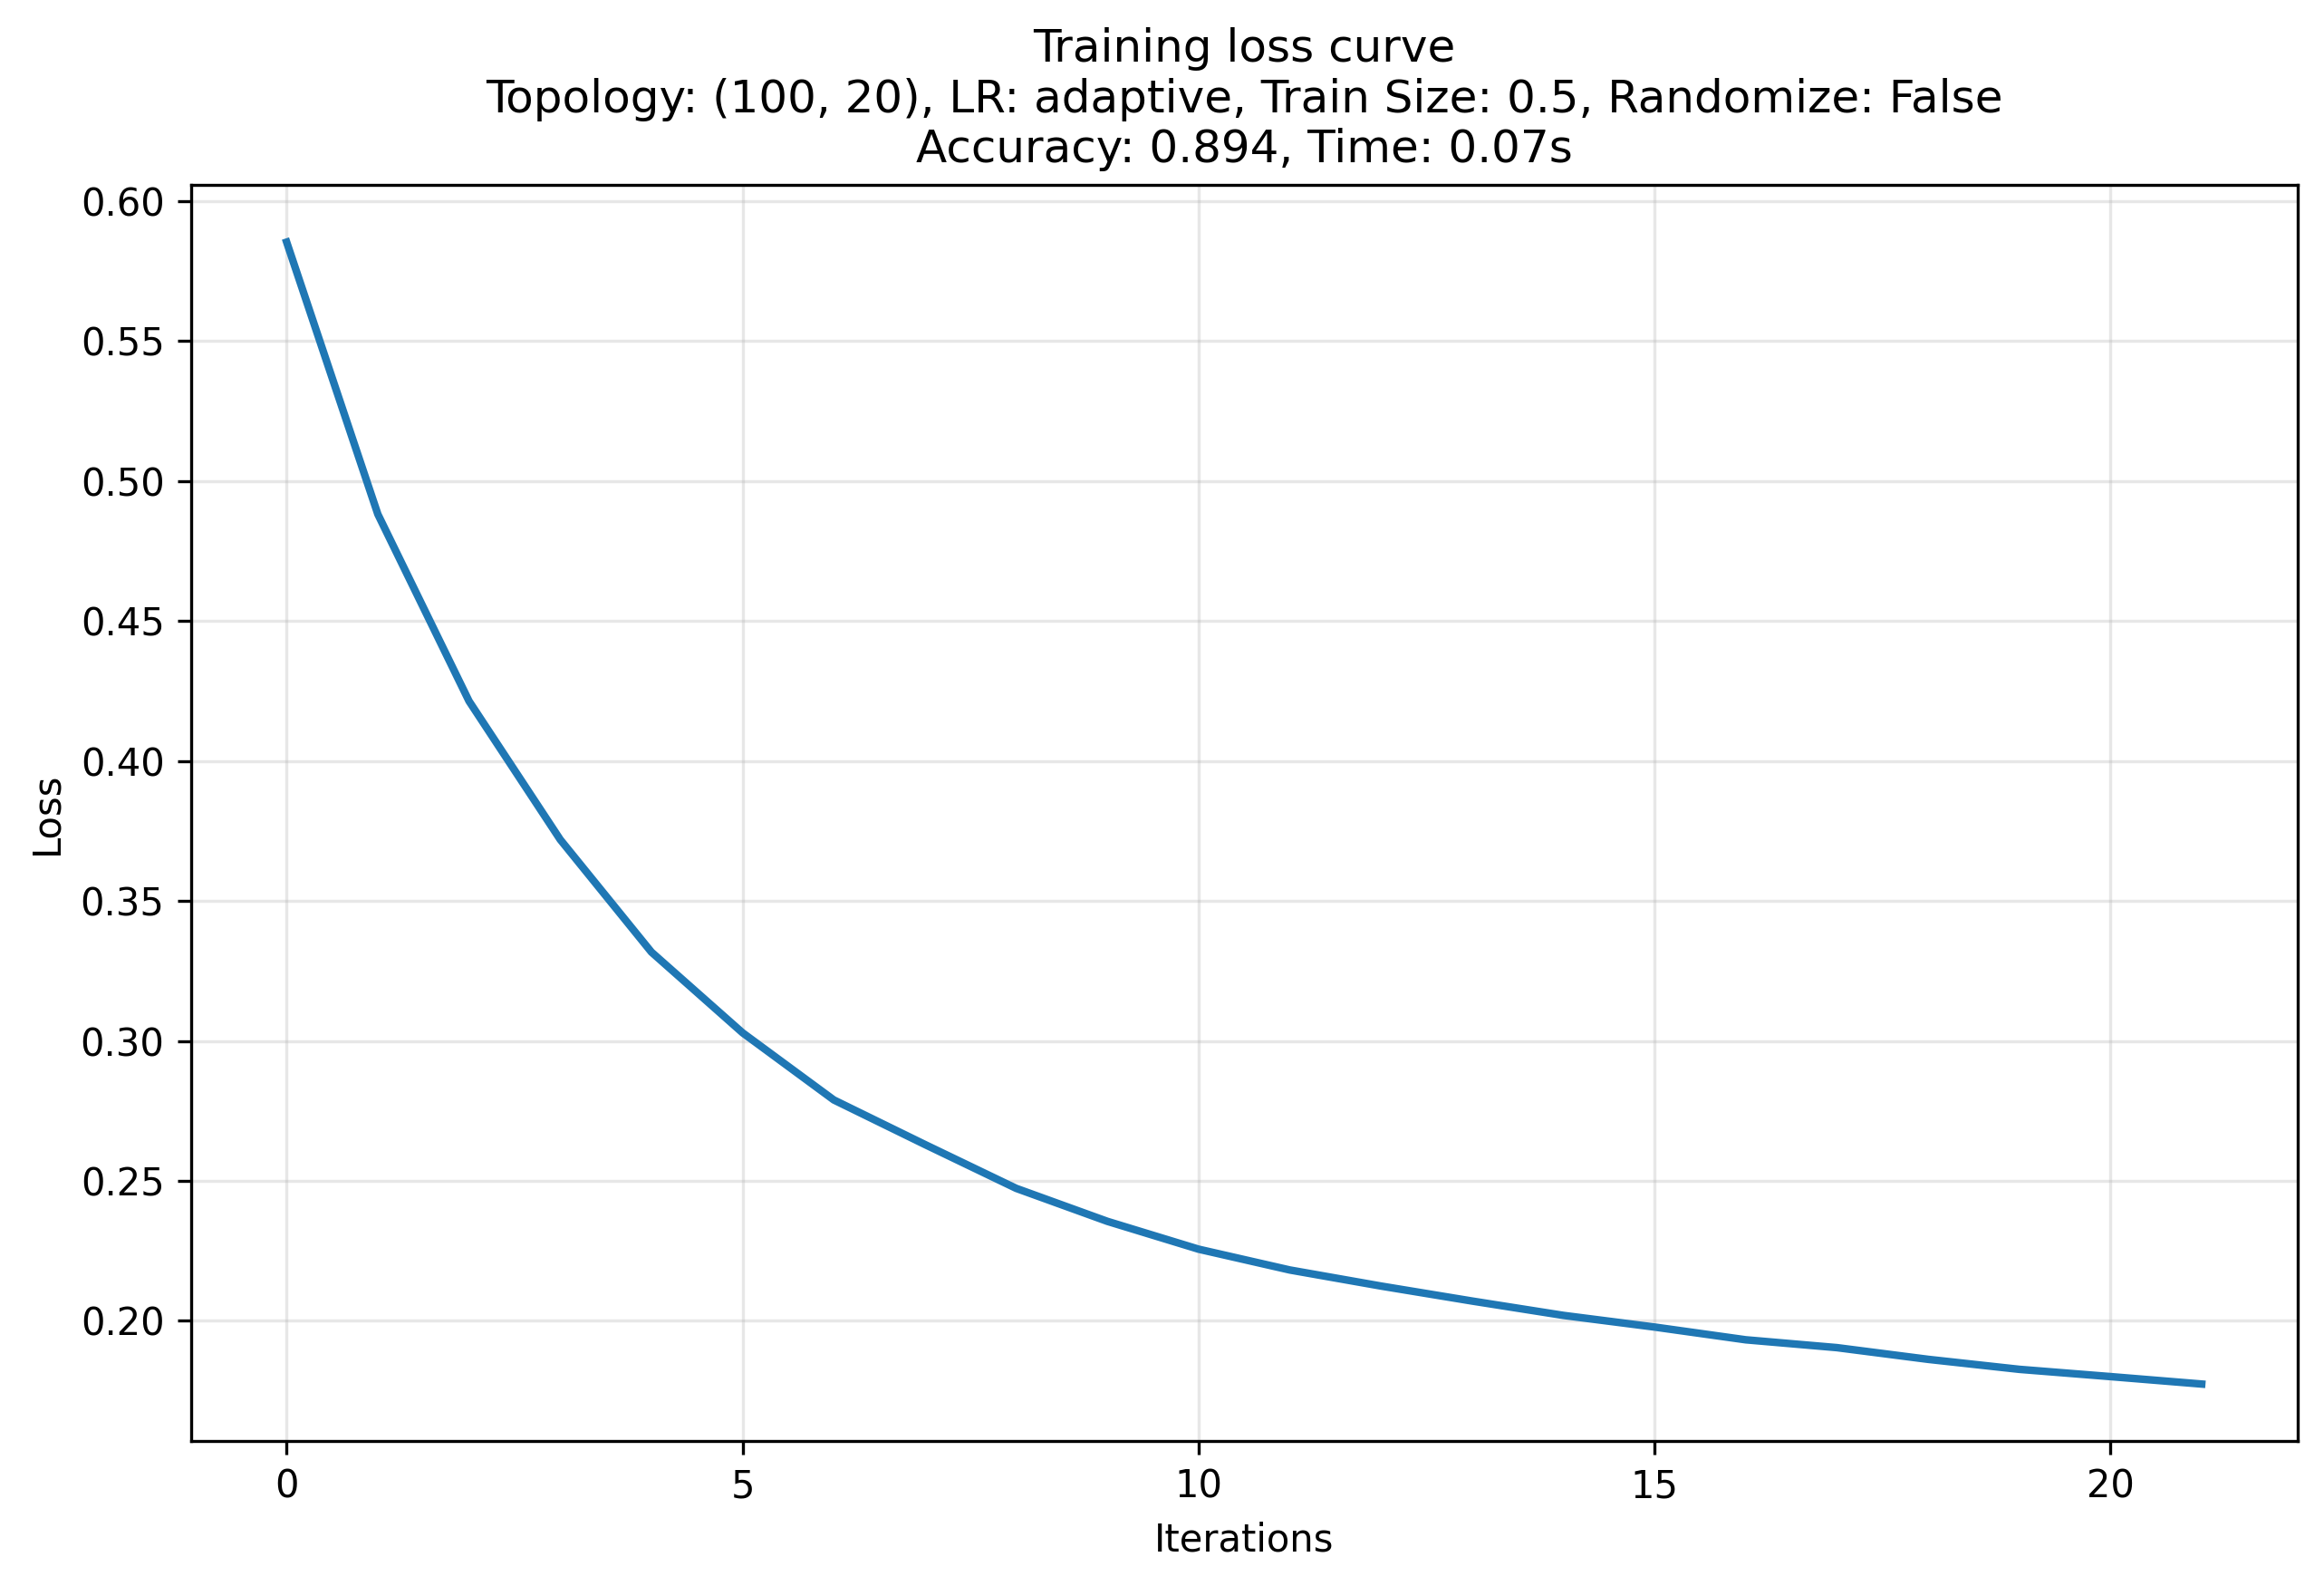 Training loss curve
Topology: (100, 20), LR: adaptive, Train Size: 0.5, Randomize: False
Accuracy: 0.894, Time: 0.07s
0.60
0.55
0.50
0.45
0.40
0.35
0.30
0.25
0.20
Loss
0 5 10 15 20
Iterations